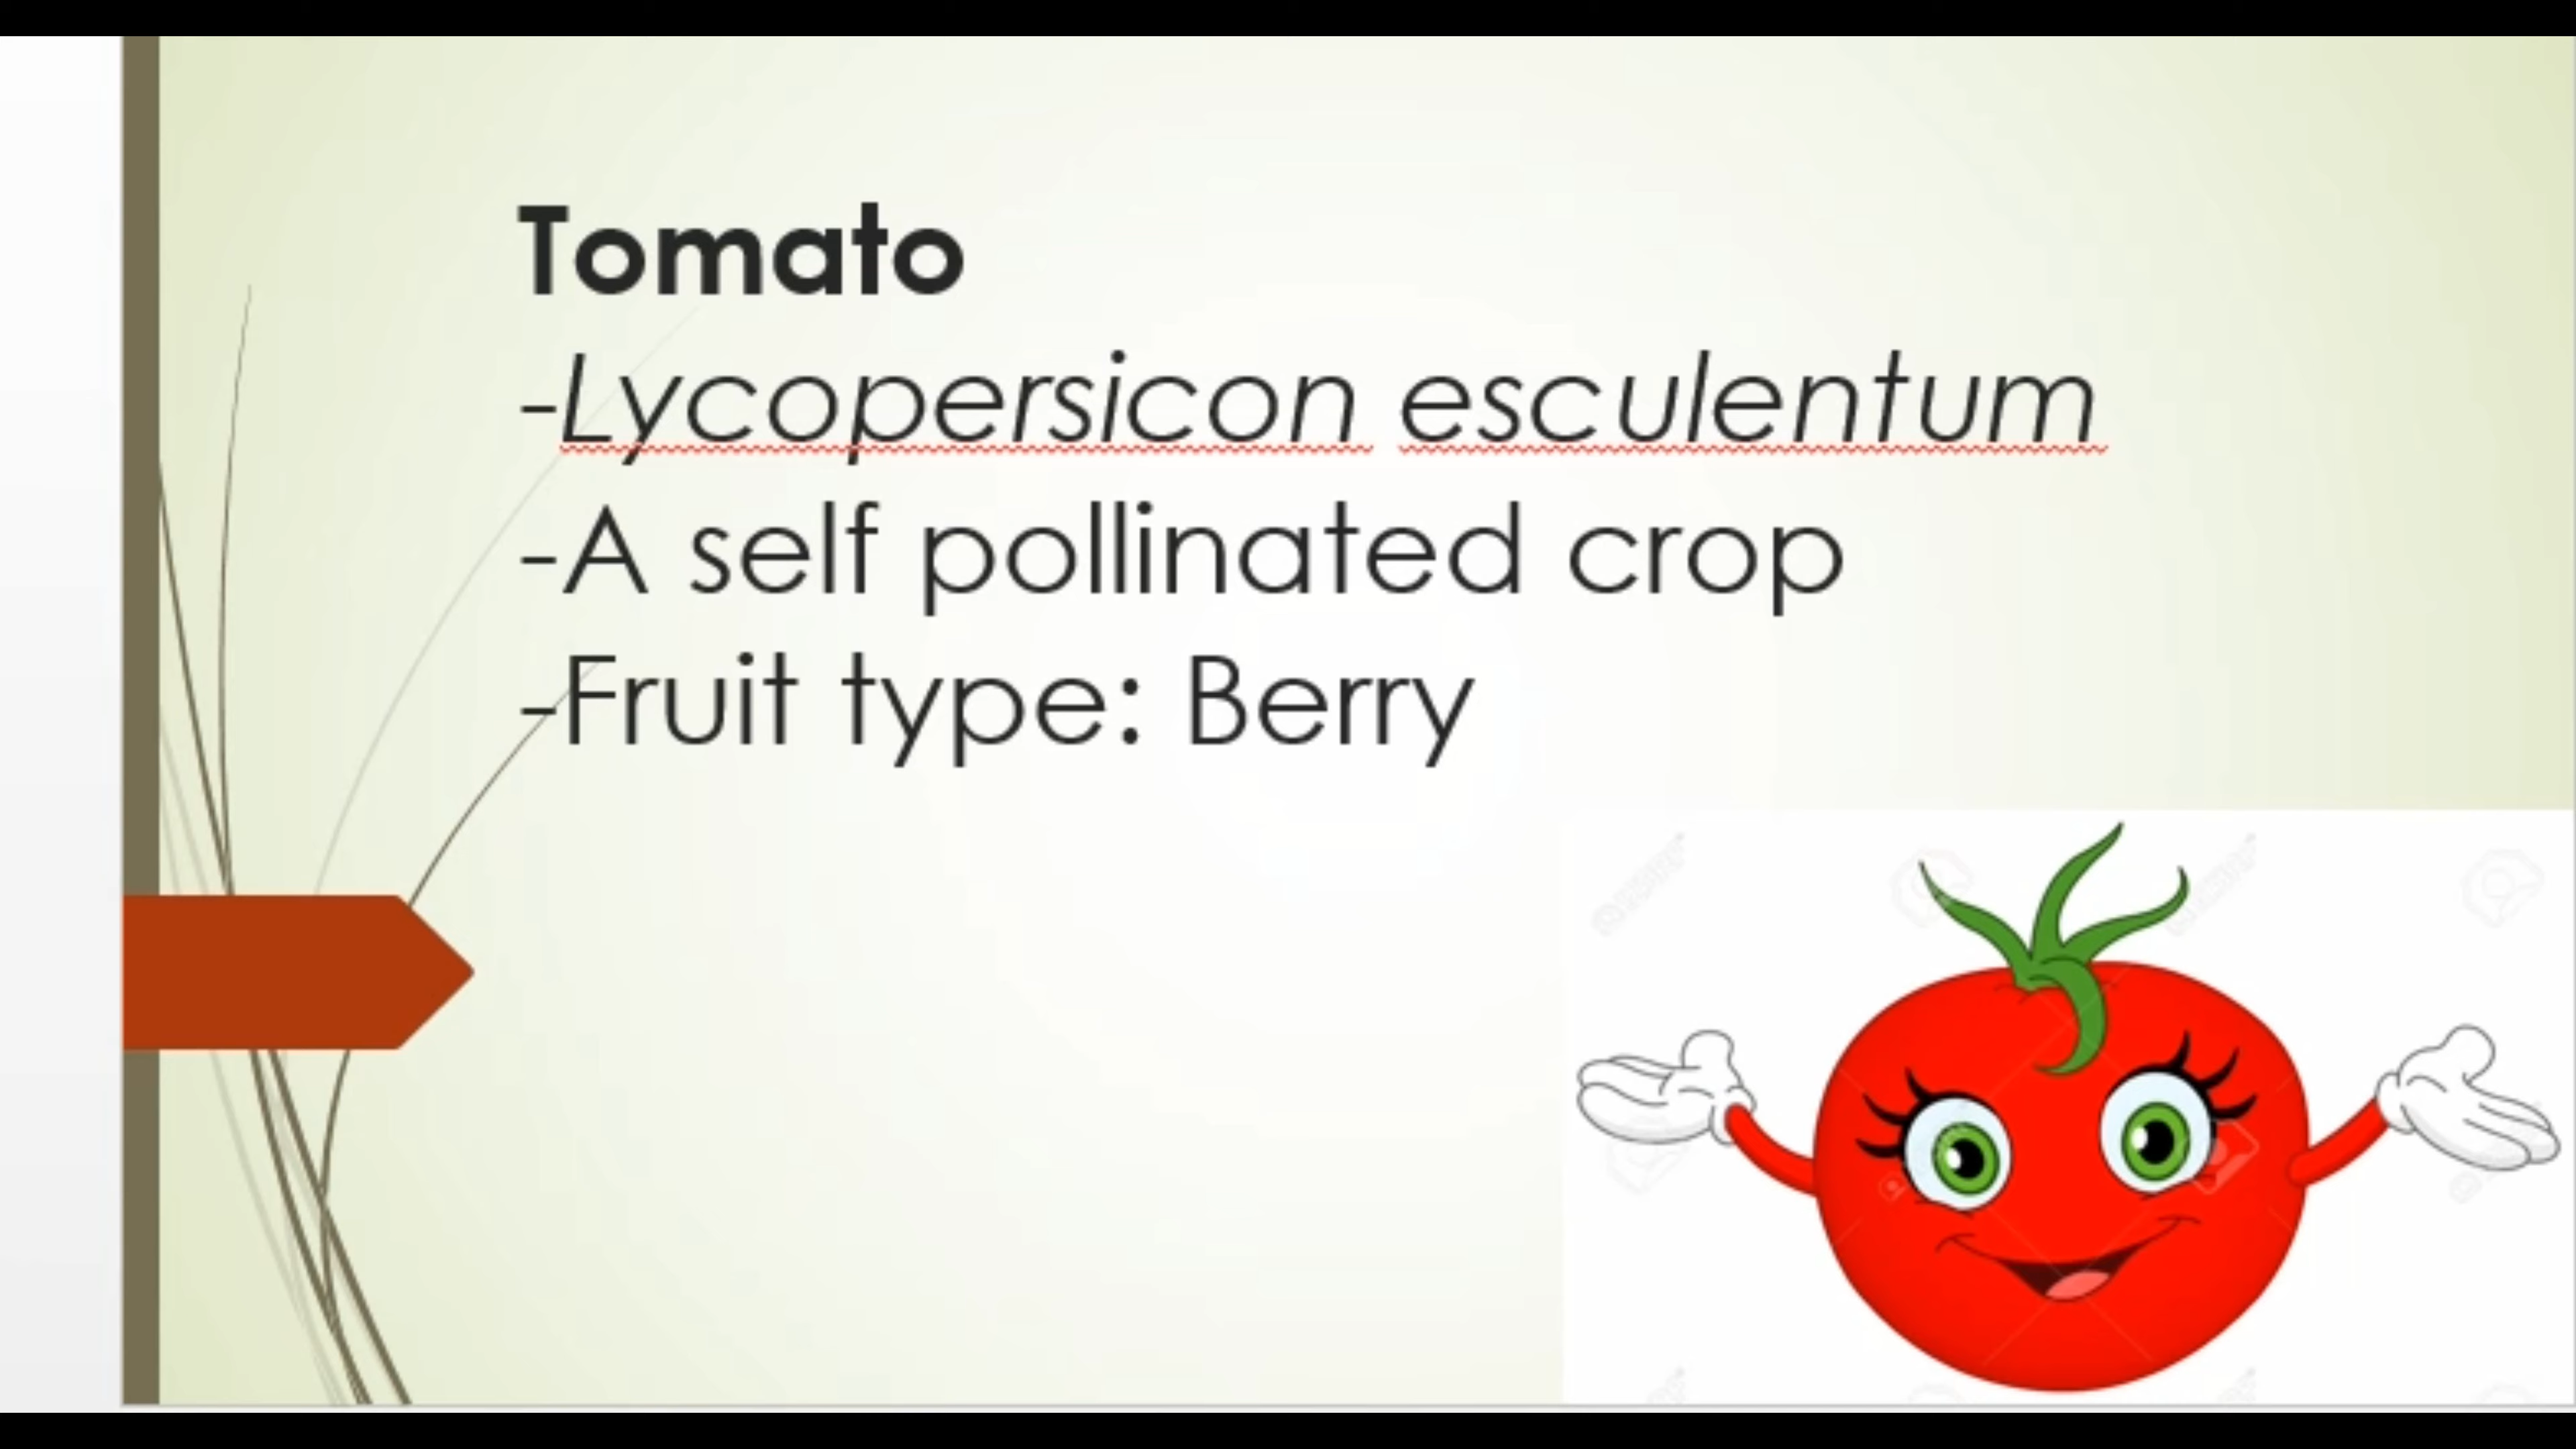 Tomato
-Lycopersicon esculentum
-A self pollinated crop
-Fruit type: Berry